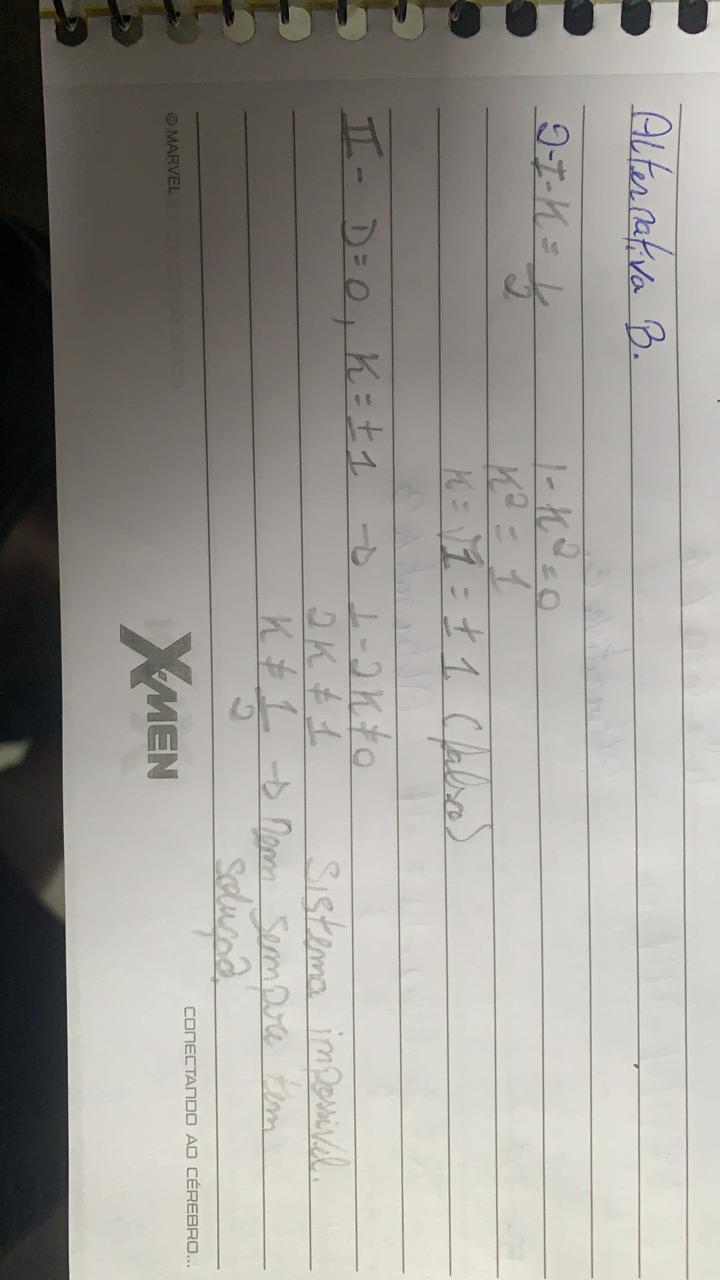 Alternativa B.
2-I-K=1/2 1-K²=0
K²=1
K=√1=±1 (falso)
II- D=0, K=±1 → 1-2K≠0
2K≠1 Sistema impossível.
K≠1/2 → Nem sempre tem
solução.
© MARVEL X-MEN CONECTANDO AO CÉREBRO...